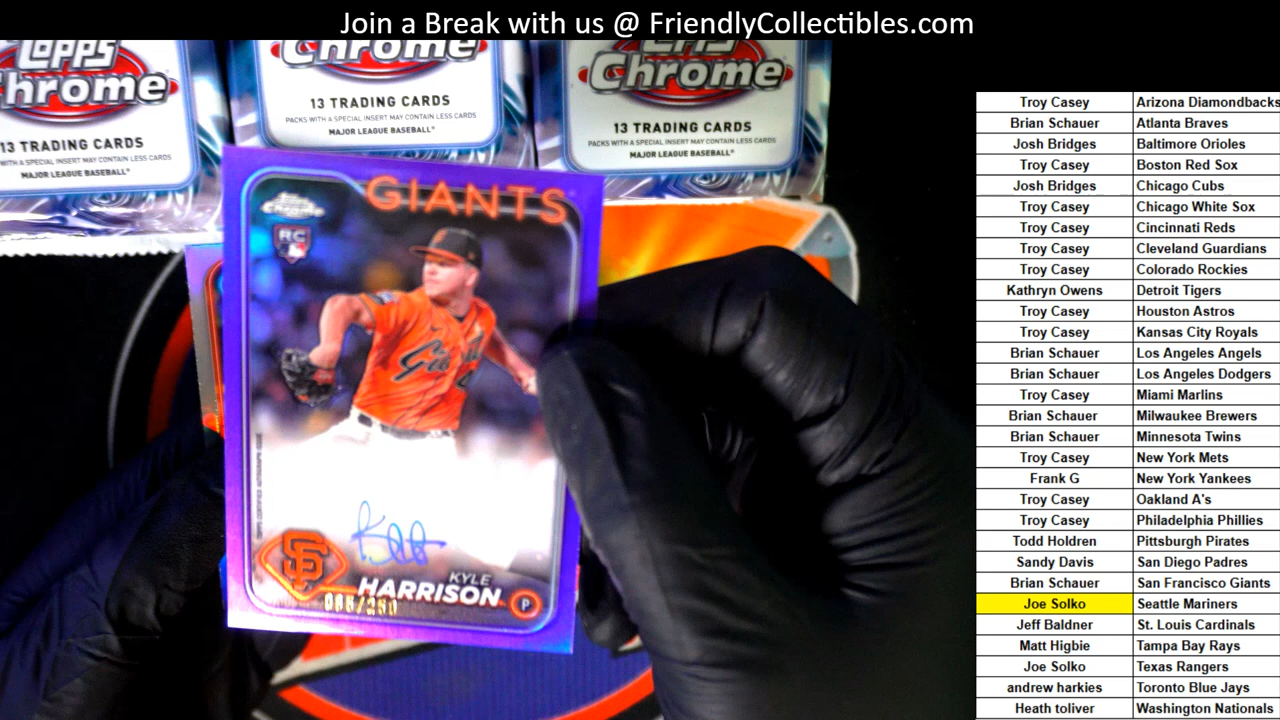 Join a Break with us @ FriendlyCollectibles.com
Topps
Chrome
13 TRADING CARDS
WITH A SPECIAL INSERT MAY CONTAIN LESS CARDS
MAJOR LEAGUE BASEBALL®
Chrome
13 TRADING CARDS
PACKS WITH A SPECIAL INSERT MAY CONTAIN LESS CARDS
MAJOR LEAGUE BASEBALL®
Chrome
13 TRADING CARDS
PACKS WITH A SPECIAL INSERT MAY CONTAIN LESS CARDS
MAJOR LEAGUE BASEBALL®
GIANTS
RC
TOPPS CERTIFIED AUTOGRAPH ISSUE
SF
KYLE
HARRISON
P
Troy Casey Arizona Diamondbacks
Brian Schauer Atlanta Braves
Josh Bridges Baltimore Orioles
Troy Casey Boston Red Sox
Josh Bridges Chicago Cubs
Troy Casey Chicago White Sox
Troy Casey Cincinnati Reds
Troy Casey Cleveland Guardians
Troy Casey Colorado Rockies
Kathryn Owens Detroit Tigers
Troy Casey Houston Astros
Troy Casey Kansas City Royals
Brian Schauer Los Angeles Angels
Brian Schauer Los Angeles Dodgers
Troy Casey Miami Marlins
Brian Schauer Milwaukee Brewers
Brian Schauer Minnesota Twins
Troy Casey New York Mets
Frank G New York Yankees
Troy Casey Oakland A's
Troy Casey Philadelphia Phillies
Todd Holdren Pittsburgh Pirates
Sandy Davis San Diego Padres
Brian Schauer San Francisco Giants
Joe Solko Seattle Mariners
Jeff Baldner St. Louis Cardinals
Matt Higbie Tampa Bay Rays
Joe Solko Texas Rangers
andrew harkies Toronto Blue Jays
Heath toliver Washington Nationals